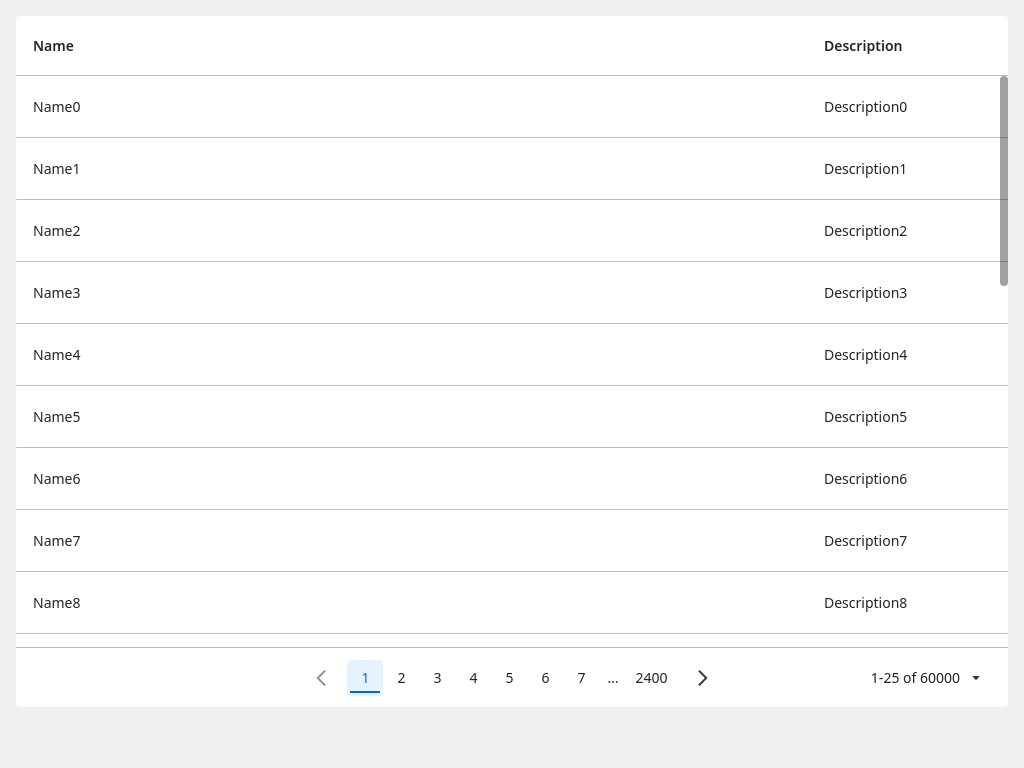 Name Description
Name0 Description0
Name1 Description1
Name2 Description2
Name3 Description3
Name4 Description4
Name5 Description5
Name6 Description6
Name7 Description7
Name8 Description8
1 2 3 4 5 6 7 ... 2400 1-25 of 60000